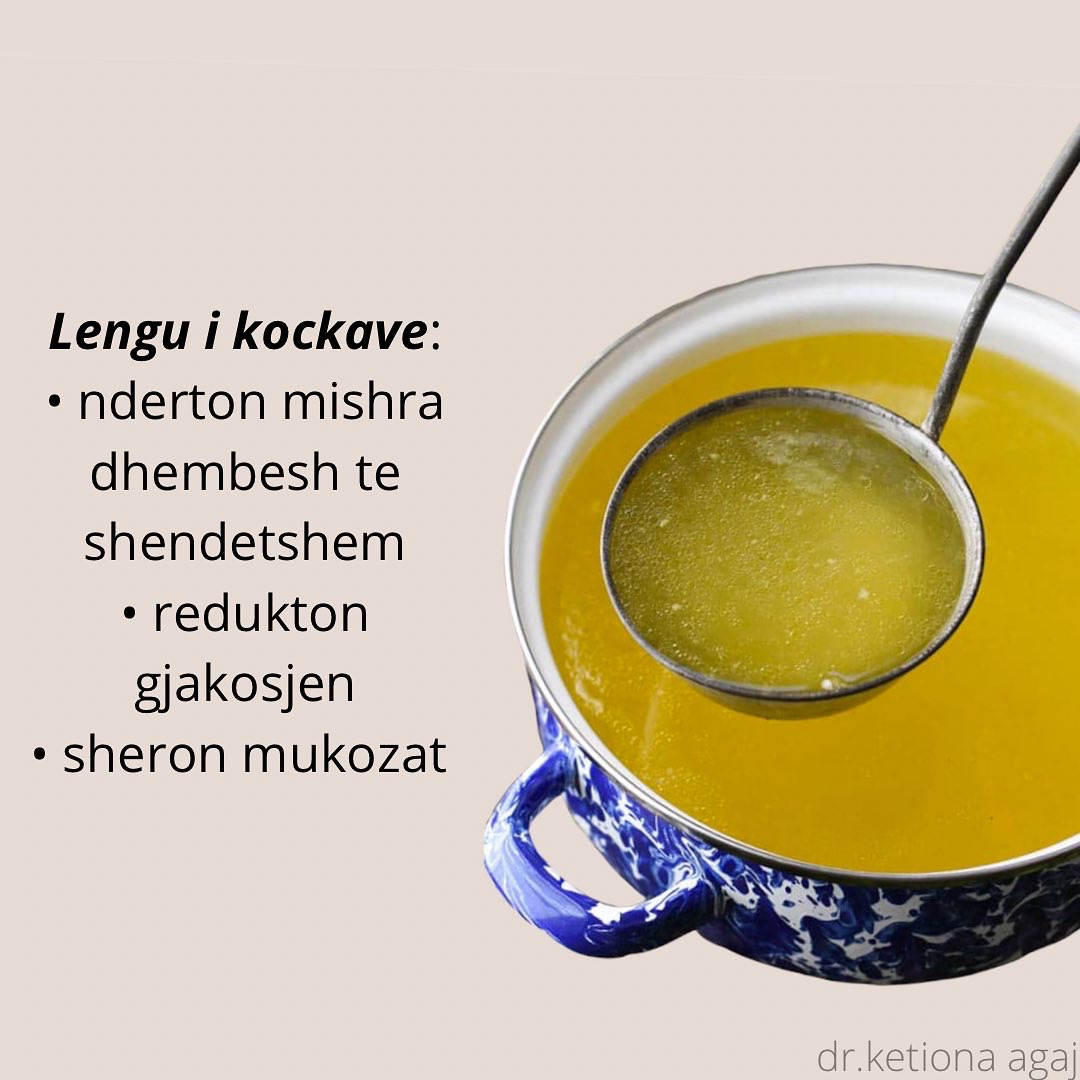 Lengu i kockave:
• nderton mishra
dhembesh te
shendetshem
• redukton
gjakosjen
• sheron mukozat
dr.ketiona agaj